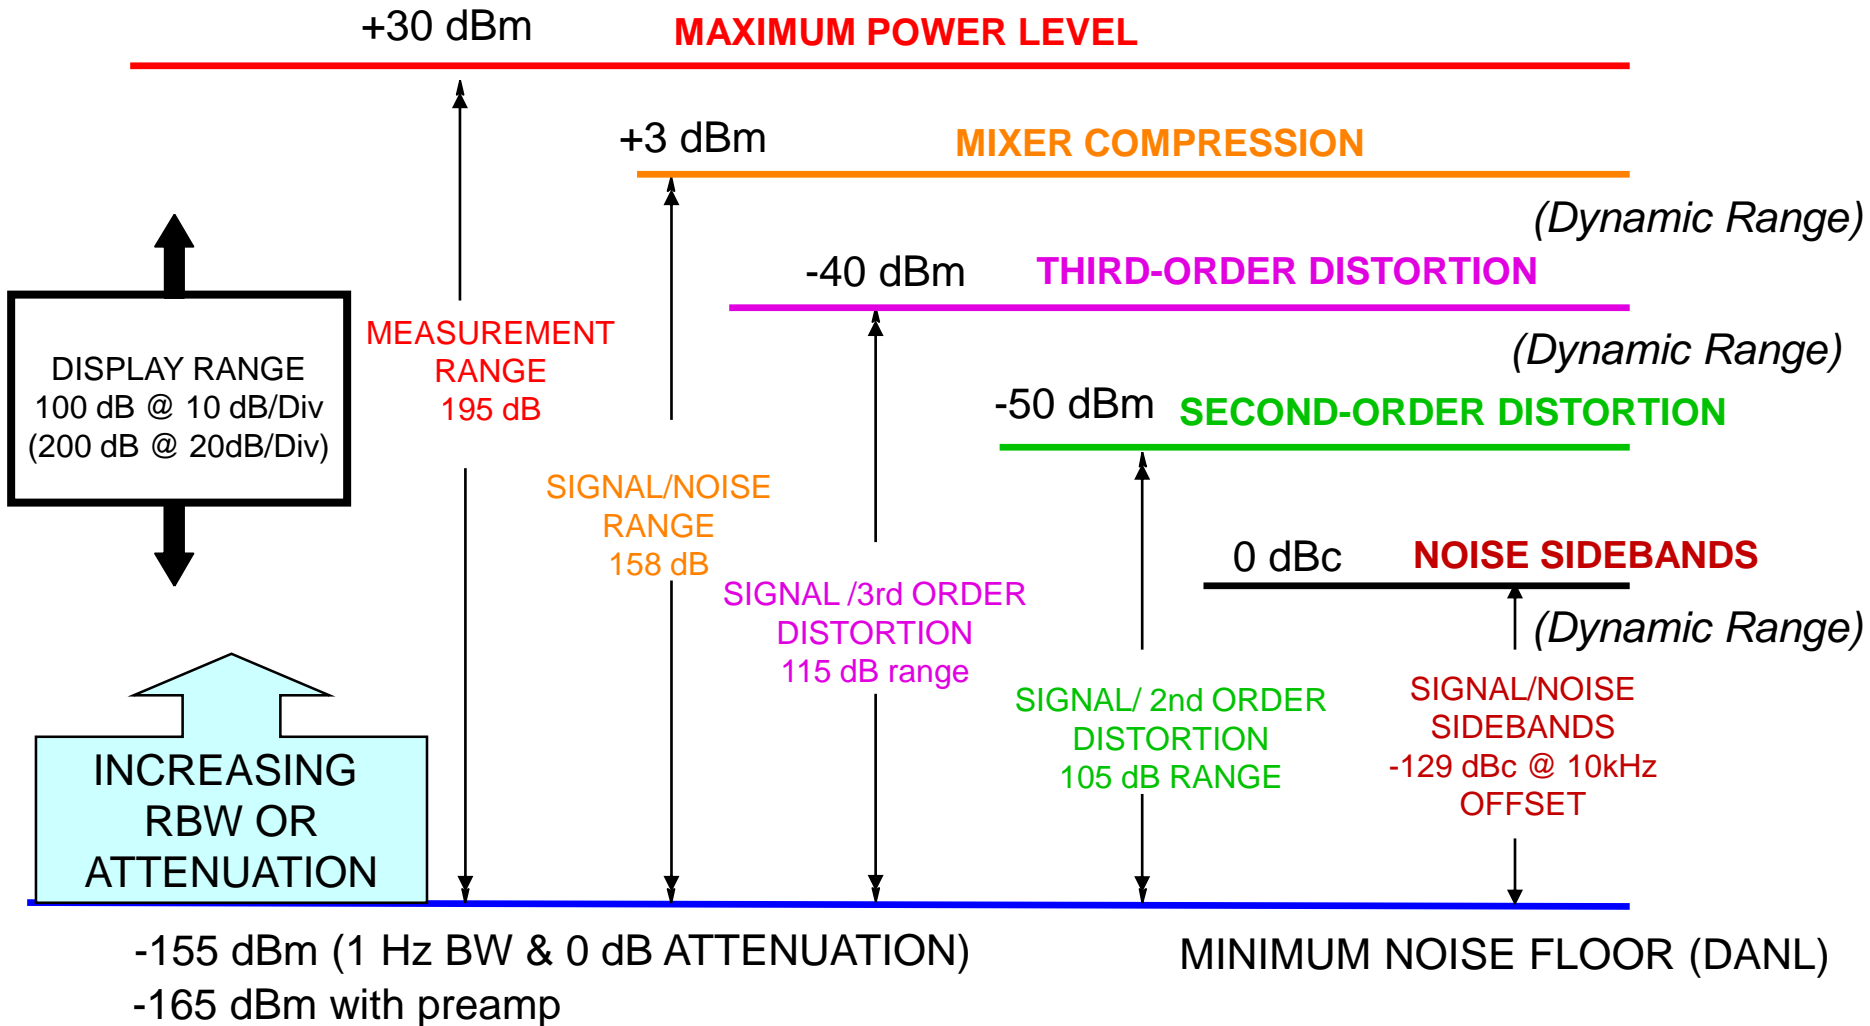 +30 dBm
MAXIMUM POWER LEVEL
+3 dBm
MIXER COMPRESSION
(Dynamic Range)
-40 dBm
THIRD-ORDER DISTORTION
(Dynamic Range)
-50 dBm
SECOND-ORDER DISTORTION
0 dBc
NOISE SIDEBANDS
(Dynamic Range)
DISPLAY RANGE
100 dB @ 10 dB/Div
(200 dB @ 20dB/Div)
MEASUREMENT
RANGE
195 dB
SIGNAL/NOISE
RANGE
158 dB
SIGNAL /3rd ORDER
DISTORTION
115 dB range
SIGNAL/ 2nd ORDER
DISTORTION
105 dB RANGE
SIGNAL/NOISE
SIDEBANDS
-129 dBc @ 10kHz
OFFSET
INCREASING
RBW OR
ATTENUATION
-155 dBm (1 Hz BW & 0 dB ATTENUATION)
-165 dBm with preamp
MINIMUM NOISE FLOOR (DANL)